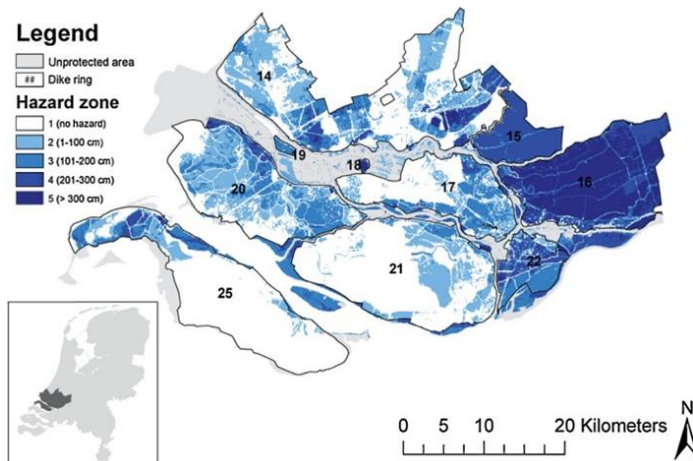 Legend
Unprotected area
## Dike ring
Hazard zone
1 (no hazard)
2 (1-100 cm)
3 (101-200 cm)
4 (201-300 cm)
5 (> 300 cm)
14
15
19
18
16
20
17
22
21
25
N
0 5 10 20 Kilometers